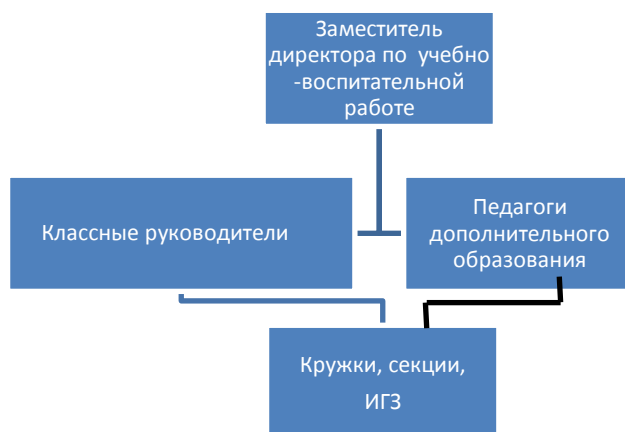 Заместитель
директора по учебно
-воспитательной
работе
Классные руководители
Педагоги
дополнительного
образования
Кружки, секции,
ИГЗ